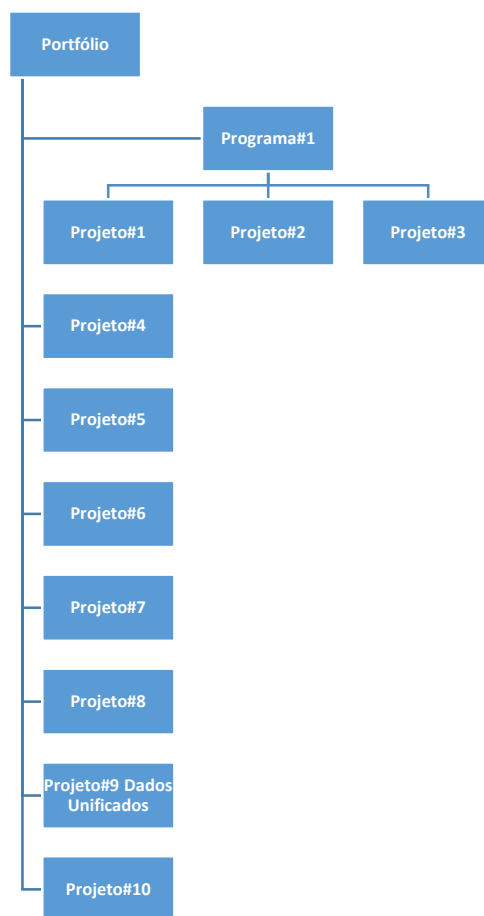 Portfólio
Programa#1
Projeto#1
Projeto#2
Projeto#3
Projeto#4
Projeto#5
Projeto#6
Projeto#7
Projeto#8
Projeto#9 Dados
Unificados
Projeto#10